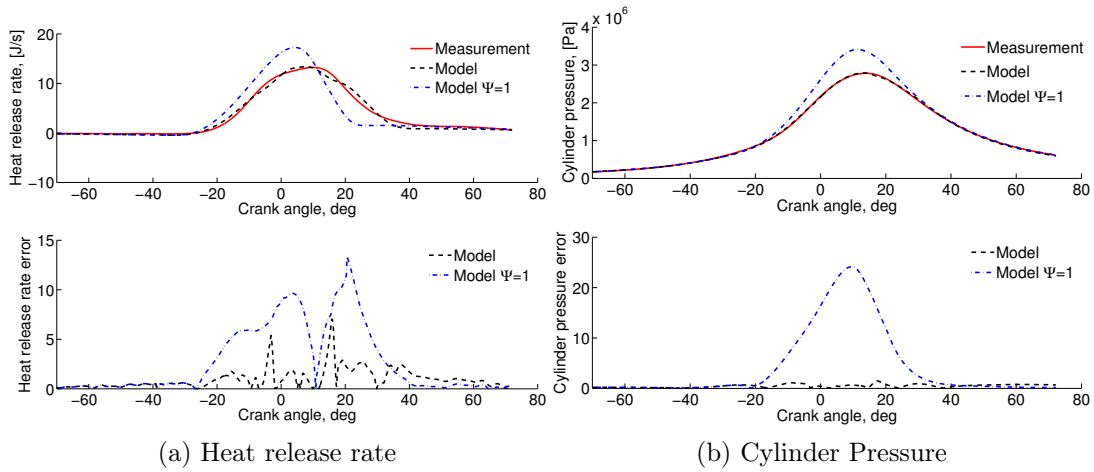 Heat release rate, [J/s]
20
10
0
−10
−60 −40 −20 0 20 40 60 80
Crank angle, deg
Measurement
Model
Model Ψ=1
Heat release rate error
15
10
5
0
−60 −40 −20 0 20 40 60 80
Crank angle, deg
Model
Model Ψ=1
(a) Heat release rate
x 10^6
Cylinder pressure, [Pa]
4
3
2
1
0
−60 −40 −20 0 20 40 60 80
Crank angle, deg
Measurement
Model
Model Ψ=1
Cylinder pressure error
30
20
10
0
−60 −40 −20 0 20 40 60 80
Crank angle, deg
Model
Model Ψ=1
(b) Cylinder Pressure